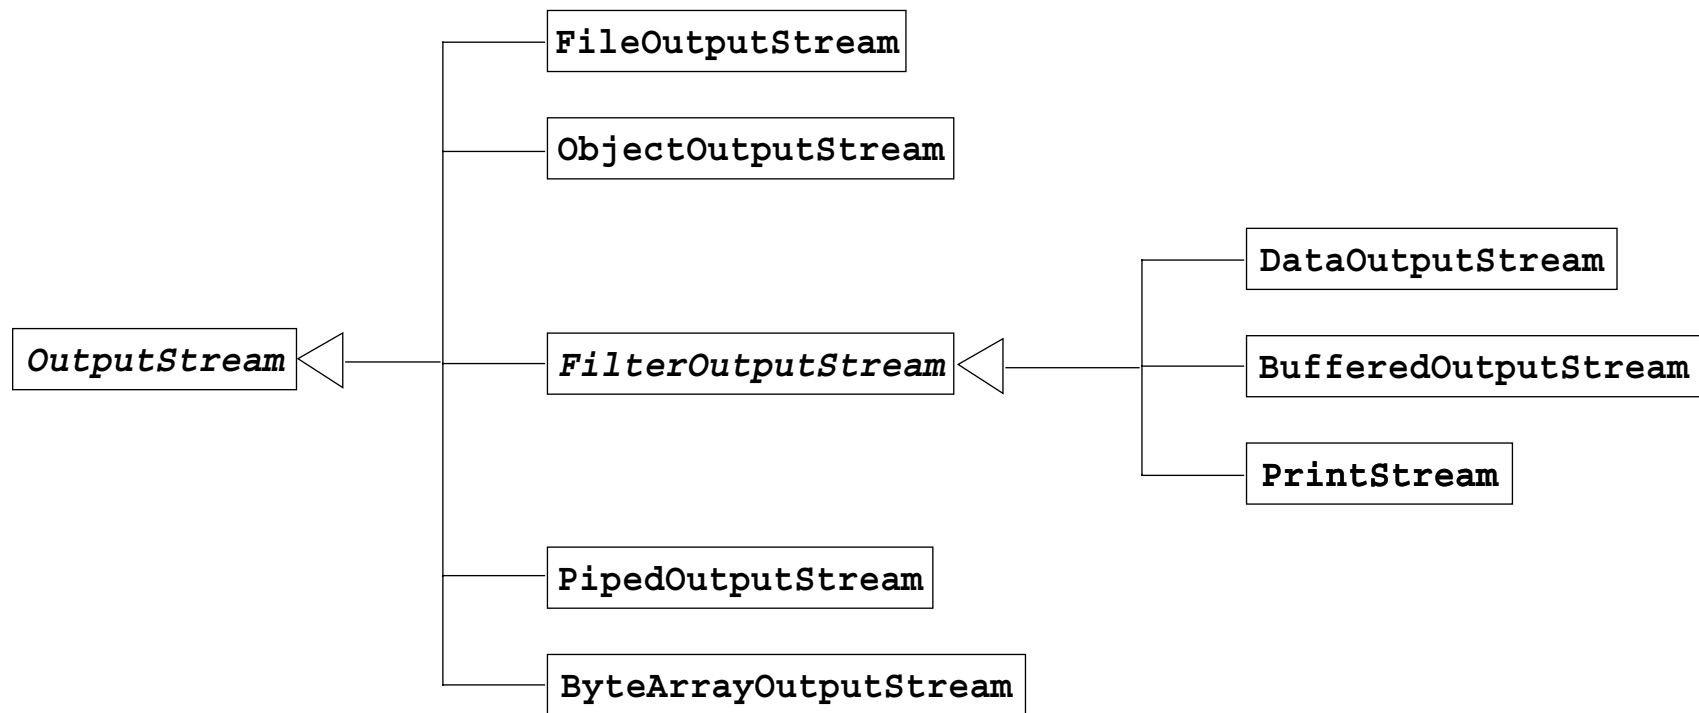 FileOutputStream
ObjectOutputStream
DataOutputStream
OutputStream
FilterOutputStream
BufferedOutputStream
PrintStream
PipedOutputStream
ByteArrayOutputStream